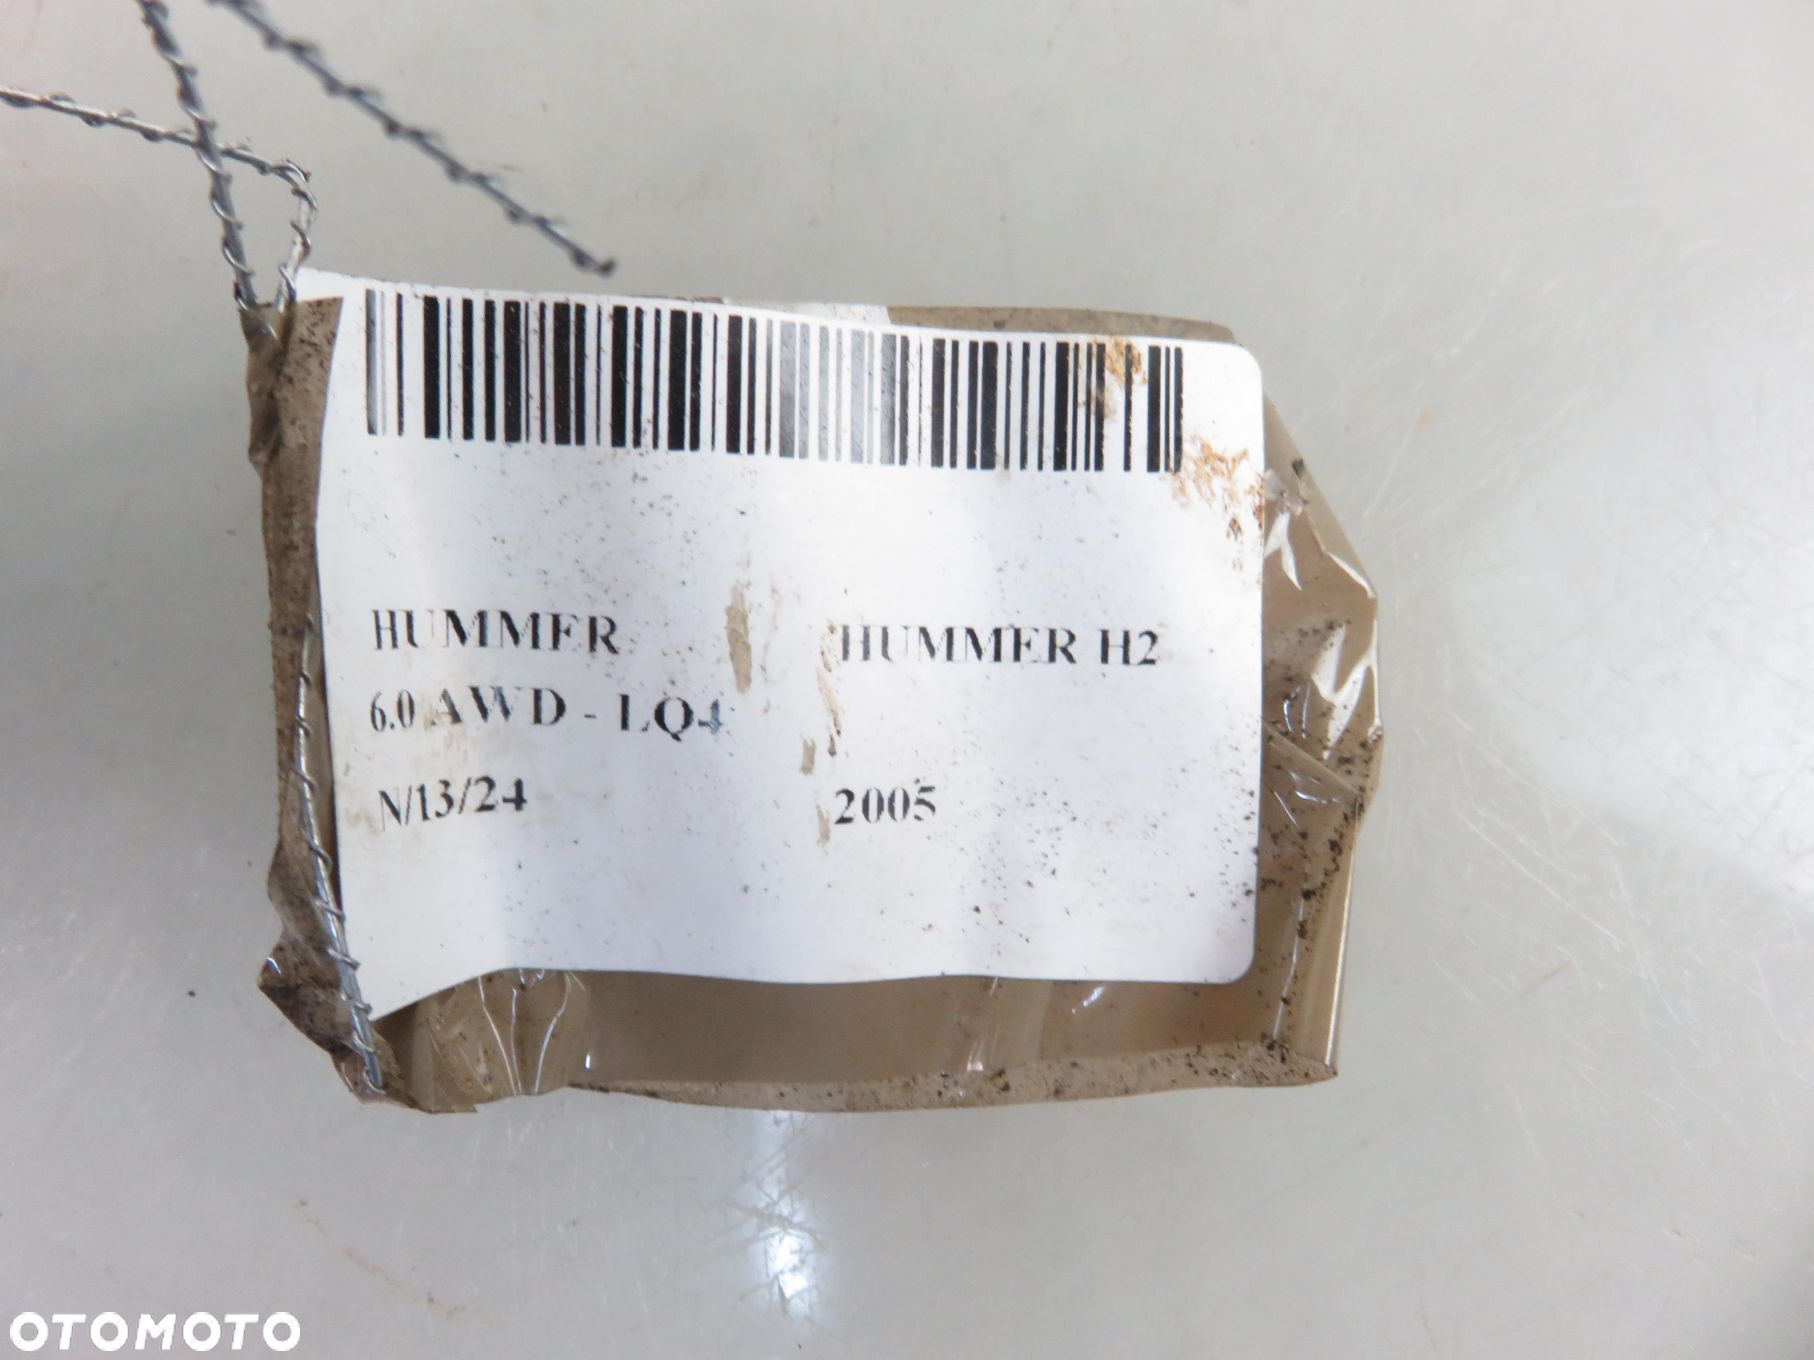 HUMMER HUMMER H2
6.0 AWD - LQ4
N/13/24 2005
OTOMOTO